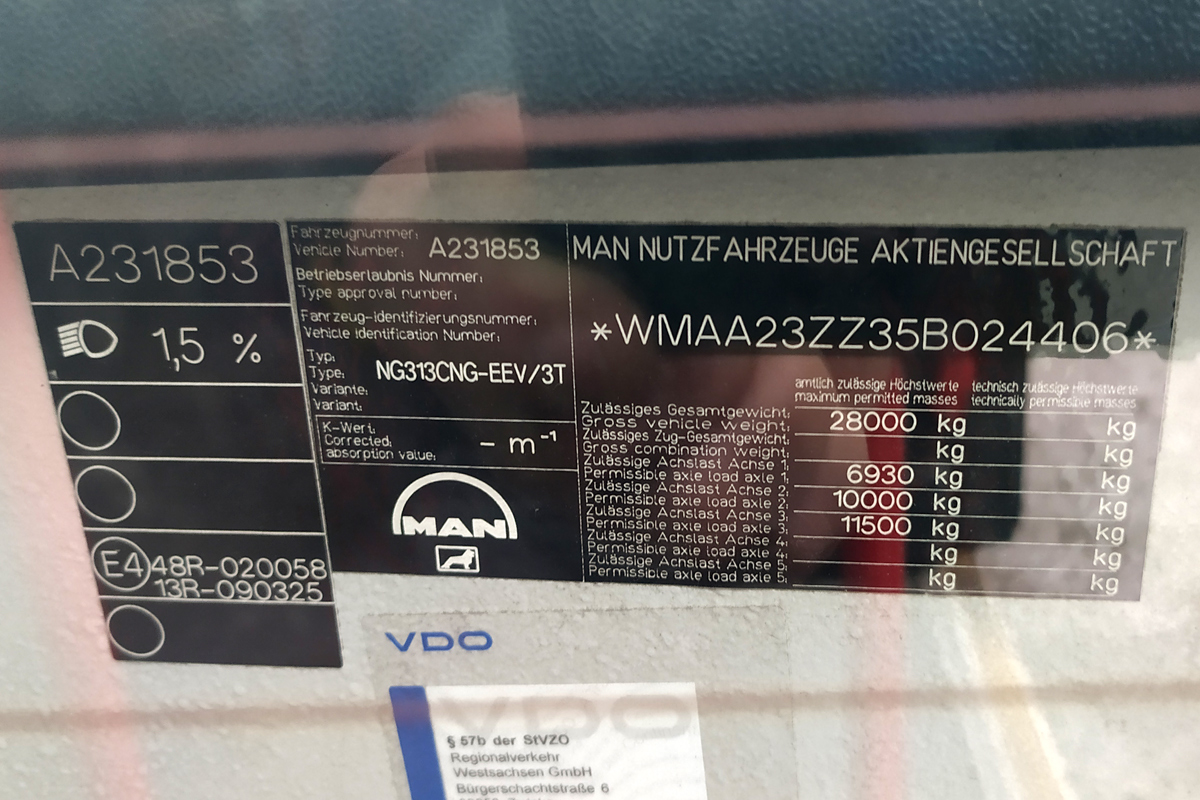 A231853
1,5 %
E4 48R-020058
13R-090325
Fahrzeugnummer:
Vehicle Number: A231853
Betriebserlaubnis Nummer:
Type approval number:
Fahrzeug-identifizierungsnummer:
Vehicle identification Number:
Typ:
Type: NG313CNG-EEV/3T
Variante:
Variant:
K-Wert:
Corrected:
absorption value: - m⁻¹
MAN
MAN NUTZFAHRZEUGE AKTIENGESELLSCHAFT
*WMAA23ZZ35B024406*
amtlich zulässige Höchstwerte technisch zulässige Höchstwerte
maximum permitted masses technically permissible masses
Zulässiges Gesamtgewicht:
Gross vehicle weight: 28000 kg kg
Zulässiges Zug-Gesamtgewicht:
Gross combination weight: kg kg
Zulässige Achslast Achse 1:
Permissible axle load axle 1: 6930 kg kg
Zulässige Achslast Achse 2:
Permissible axle load axle 2: 10000 kg kg
Zulässige Achslast Achse 3:
Permissible axle load axle 3: 11500 kg kg
Zulässige Achslast Achse 4:
Permissible axle load axle 4: kg kg
Zulässige Achslast Achse 5:
Permissible axle load axle 5: kg kg
VDO
VDO
§ 57b der StVZO
Regionalverkehr
Westsachsen GmbH
Bürgerschachtstraße 6